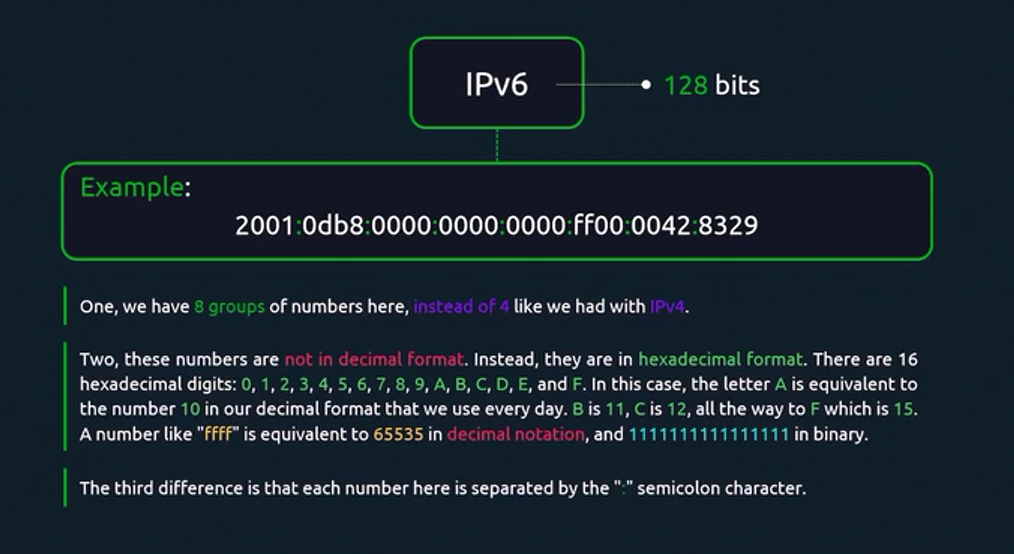 IPv6
128 bits
Example:
2001:0db8:0000:0000:0000:ff00:0042:8329
One, we have 8 groups of numbers here, instead of 4 like we had with IPv4.
Two, these numbers are not in decimal format. Instead, they are in hexadecimal format. There are 16
hexadecimal digits: 0, 1, 2, 3, 4, 5, 6, 7, 8, 9, A, B, C, D, E, and F. In this case, the letter A is equivalent to
the number 10 in our decimal format that we use every day. B is 11, C is 12, all the way to F which is 15.
A number like "ffff" is equivalent to 65535 in decimal notation, and 1111111111111111 in binary.
The third difference is that each number here is separated by the ":" semicolon character.